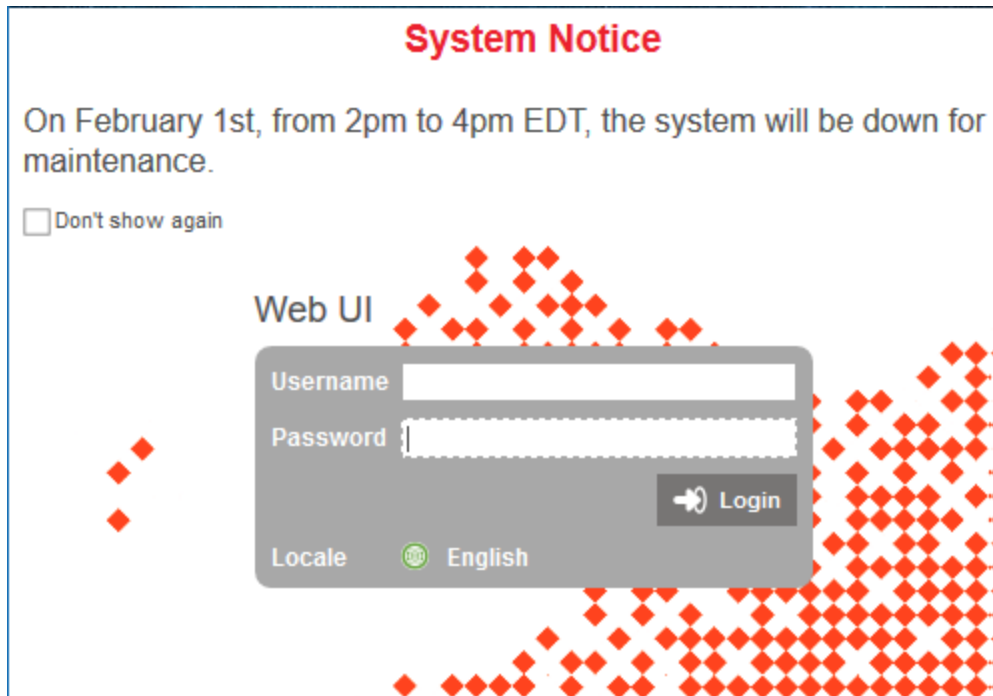 System Notice
On February 1st, from 2pm to 4pm EDT, the system will be down for
maintenance.
Don't show again
Web UI
Username
Password
Login
Locale English